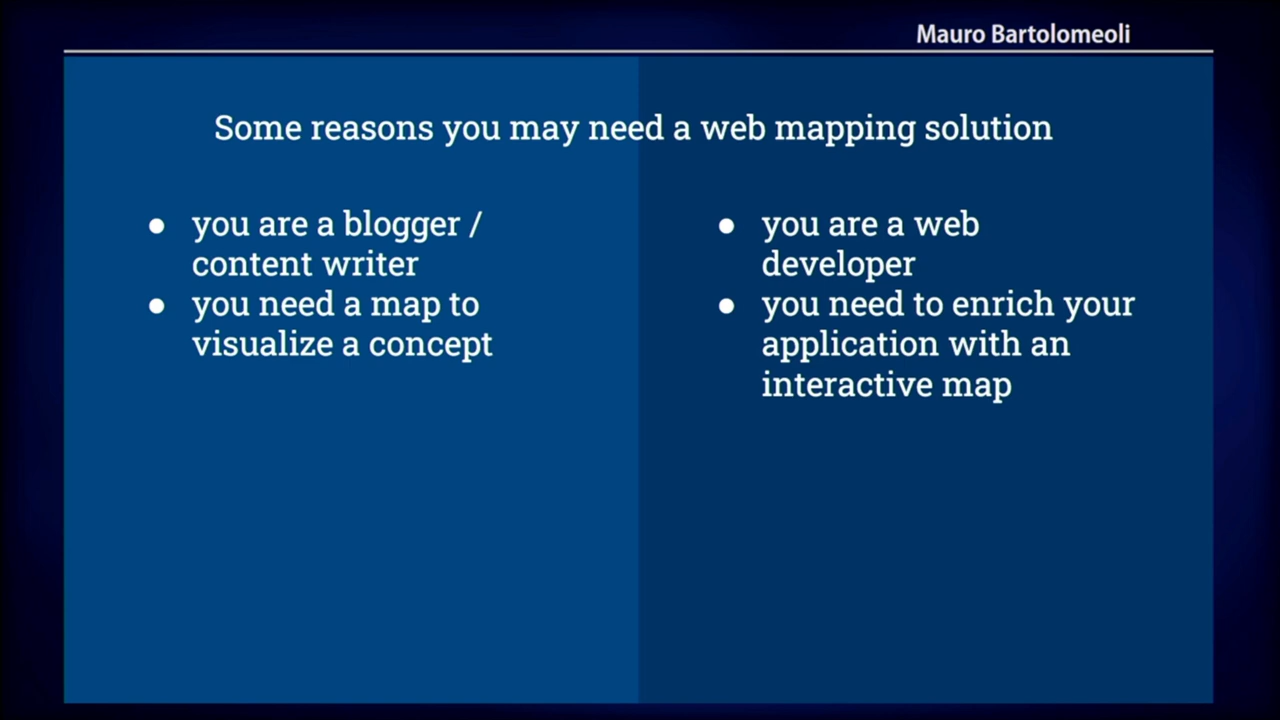 Mauro Bartolomeoli
Some reasons you may need a web mapping solution
● you are a blogger /
content writer
● you need a map to
visualize a concept
● you are a web
developer
● you need to enrich your
application with an
interactive map